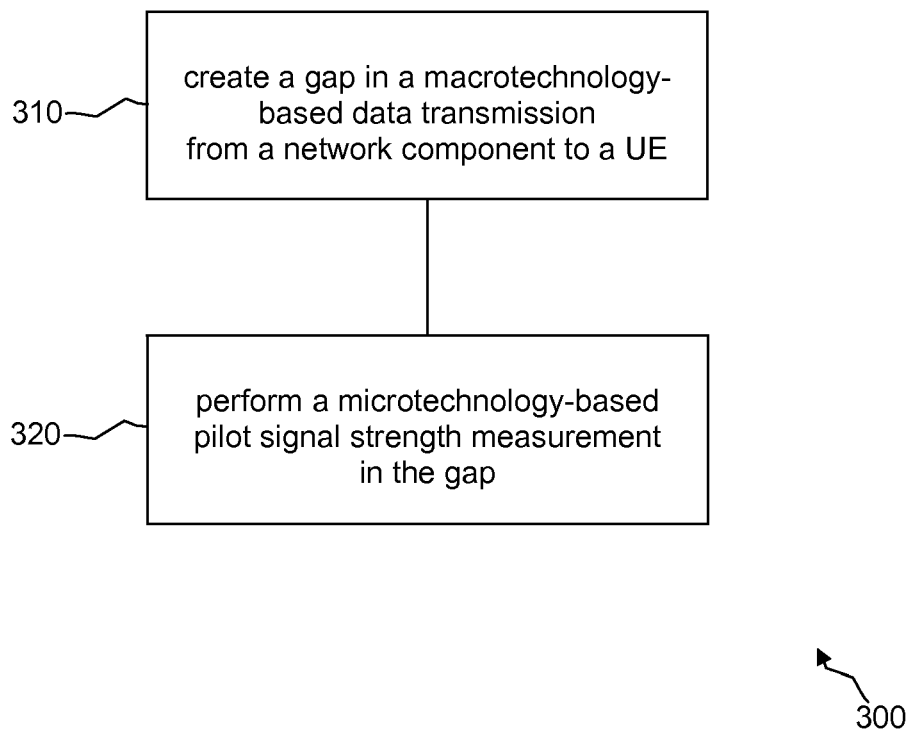 create a gap in a macrotechnology-
based data transmission
from a network component to a UE
310
perform a microtechnology-based
pilot signal strength measurement
in the gap
320
300